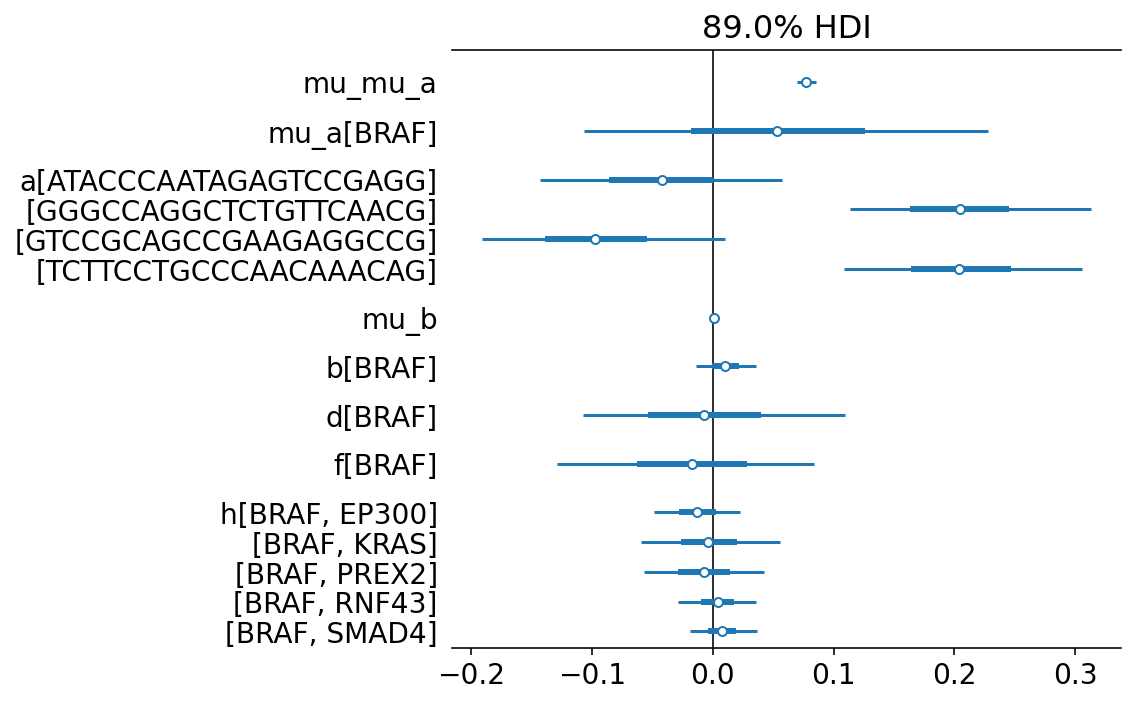 89.0% HDI
mu_mu_a
mu_a[BRAF]
a[ATACCCAATAGAGTCCGAGG]
[GGGCCAGGCTCTGTTCAACG]
[GTCCGCAGCCGAAGAGGCCG]
[TCTTCCTGCCCAACAAACAG]
mu_b
b[BRAF]
d[BRAF]
f[BRAF]
h[BRAF, EP300]
[BRAF, KRAS]
[BRAF, PREX2]
[BRAF, RNF43]
[BRAF, SMAD4]
−0.2 −0.1 0.0 0.1 0.2 0.3